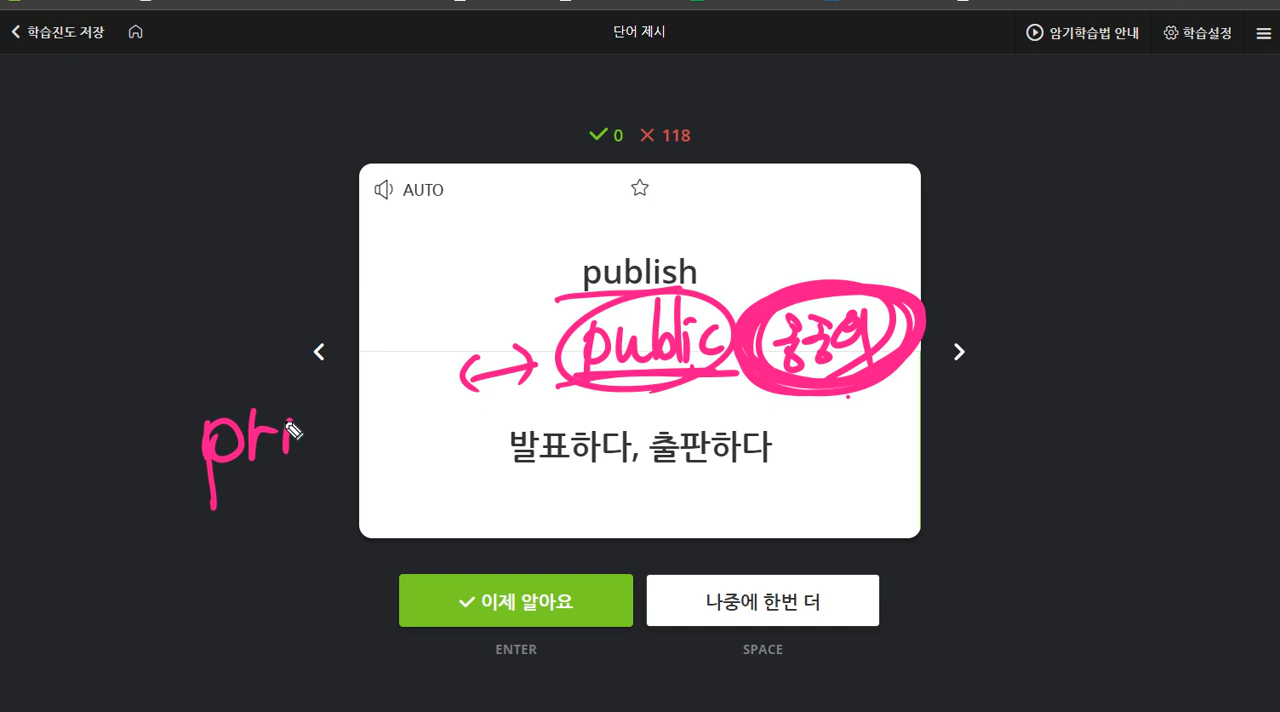 학습진도 저장
단어 제시
암기학습법 안내
학습설정
0
118
AUTO
publish
public 공중의
pri
발표하다, 출판하다
이제 알아요
나중에 한번 더
ENTER
SPACE